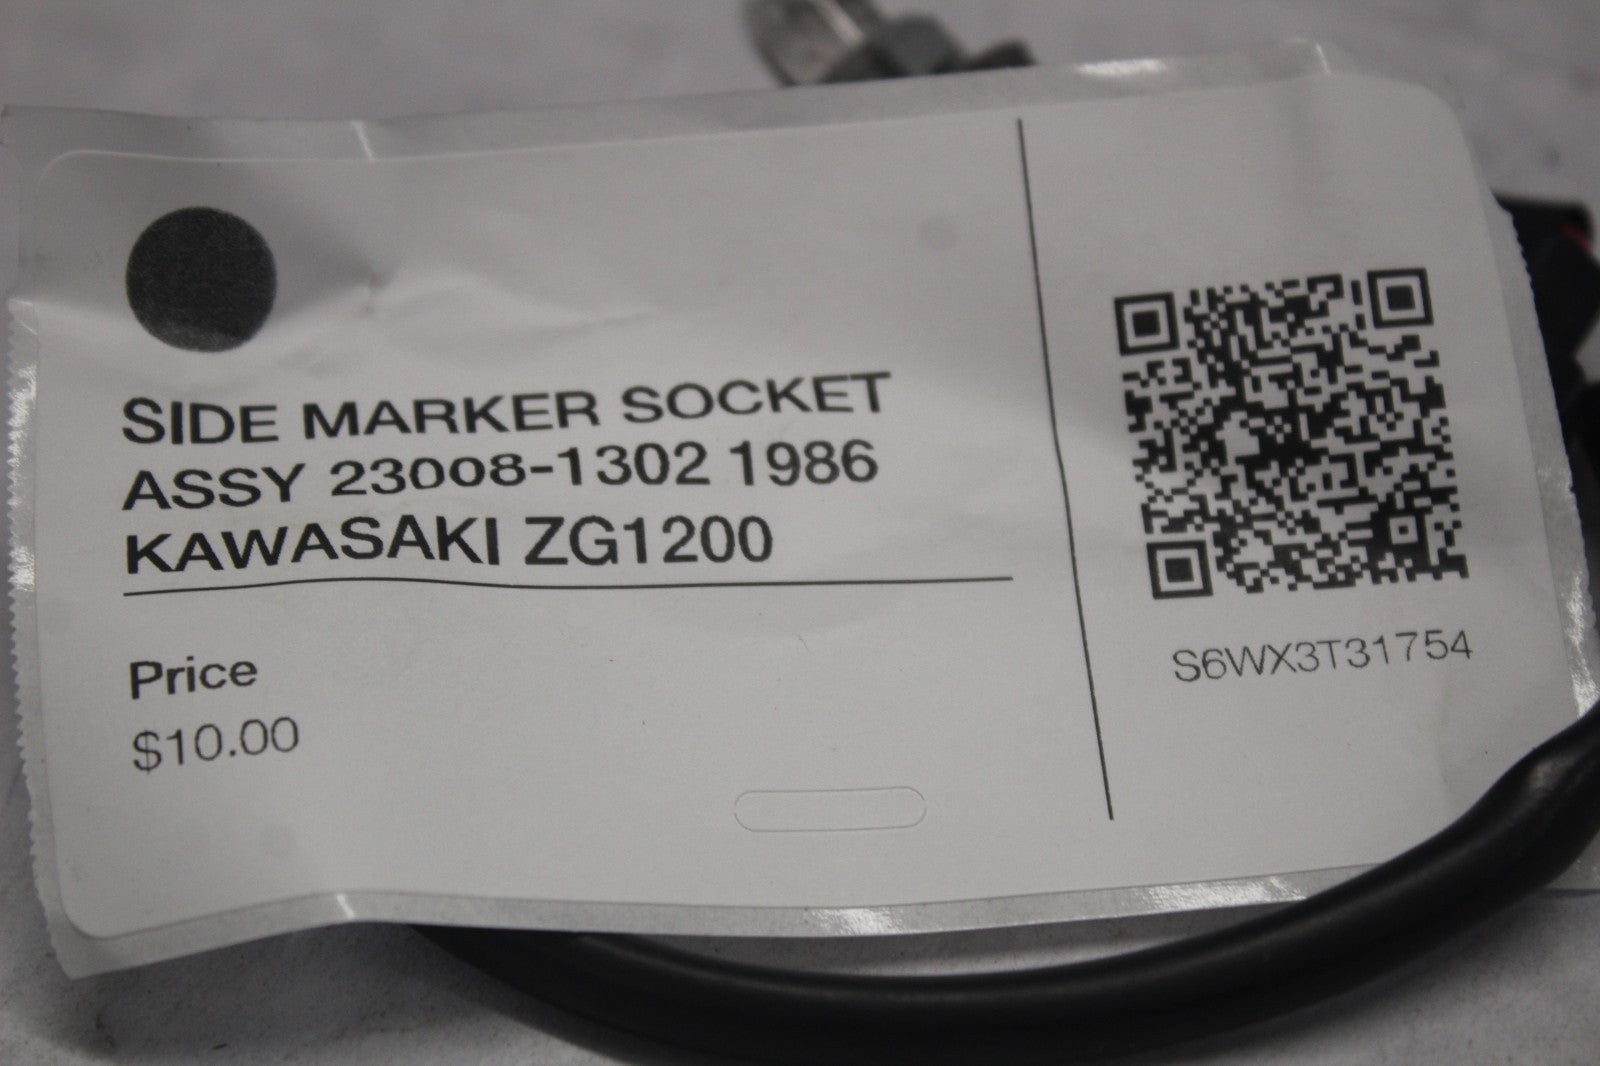 SIDE MARKER SOCKET
ASSY 23008-1302 1986
KAWASAKI ZG1200
Price
$10.00
S6WX3T31754